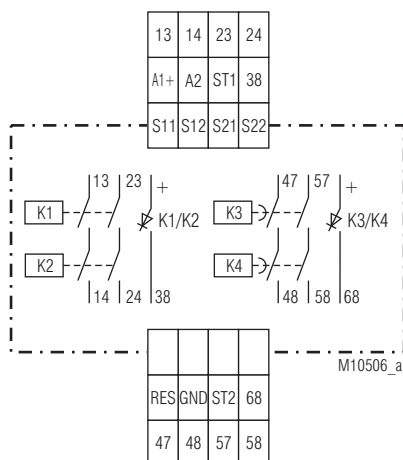 13 14 23 24
A1+ A2 ST1 38
S11 S12 S21 S22
13 23 + 47 57 +
K1 K1/K2 K3 K3/K4
K2 K4
14 24 38 48 58 68
M10506_a
RES GND ST2 68
47 48 57 58